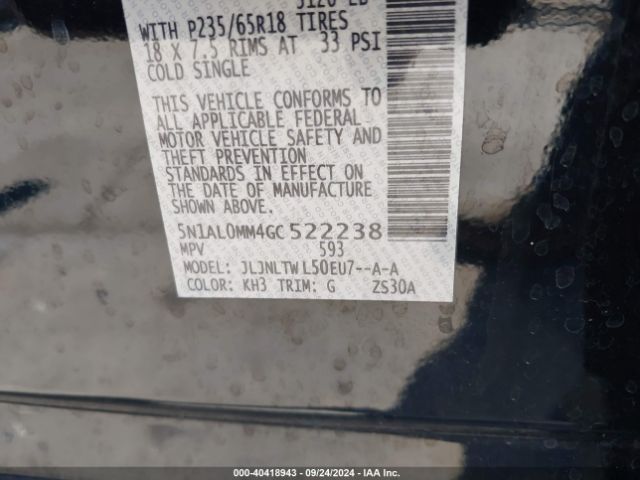 WITH P235/65R18 TIRES
18 X 7.5 RIMS AT 33 PSI
COLD SINGLE
THIS VEHICLE CONFORMS TO
ALL APPLICABLE FEDERAL
MOTOR VEHICLE SAFETY AND
THEFT PREVENTION
STANDARDS IN EFFECT ON
THE DATE OF MANUFACTURE
SHOWN ABOVE.
5N1AL0MM4GC522238
MPV 593
MODEL: JLJNLTWL50EU7--A-A
COLOR: KH3 TRIM: G ZS30A
000-40418943 / 09/24/2024 - IAA Inc.